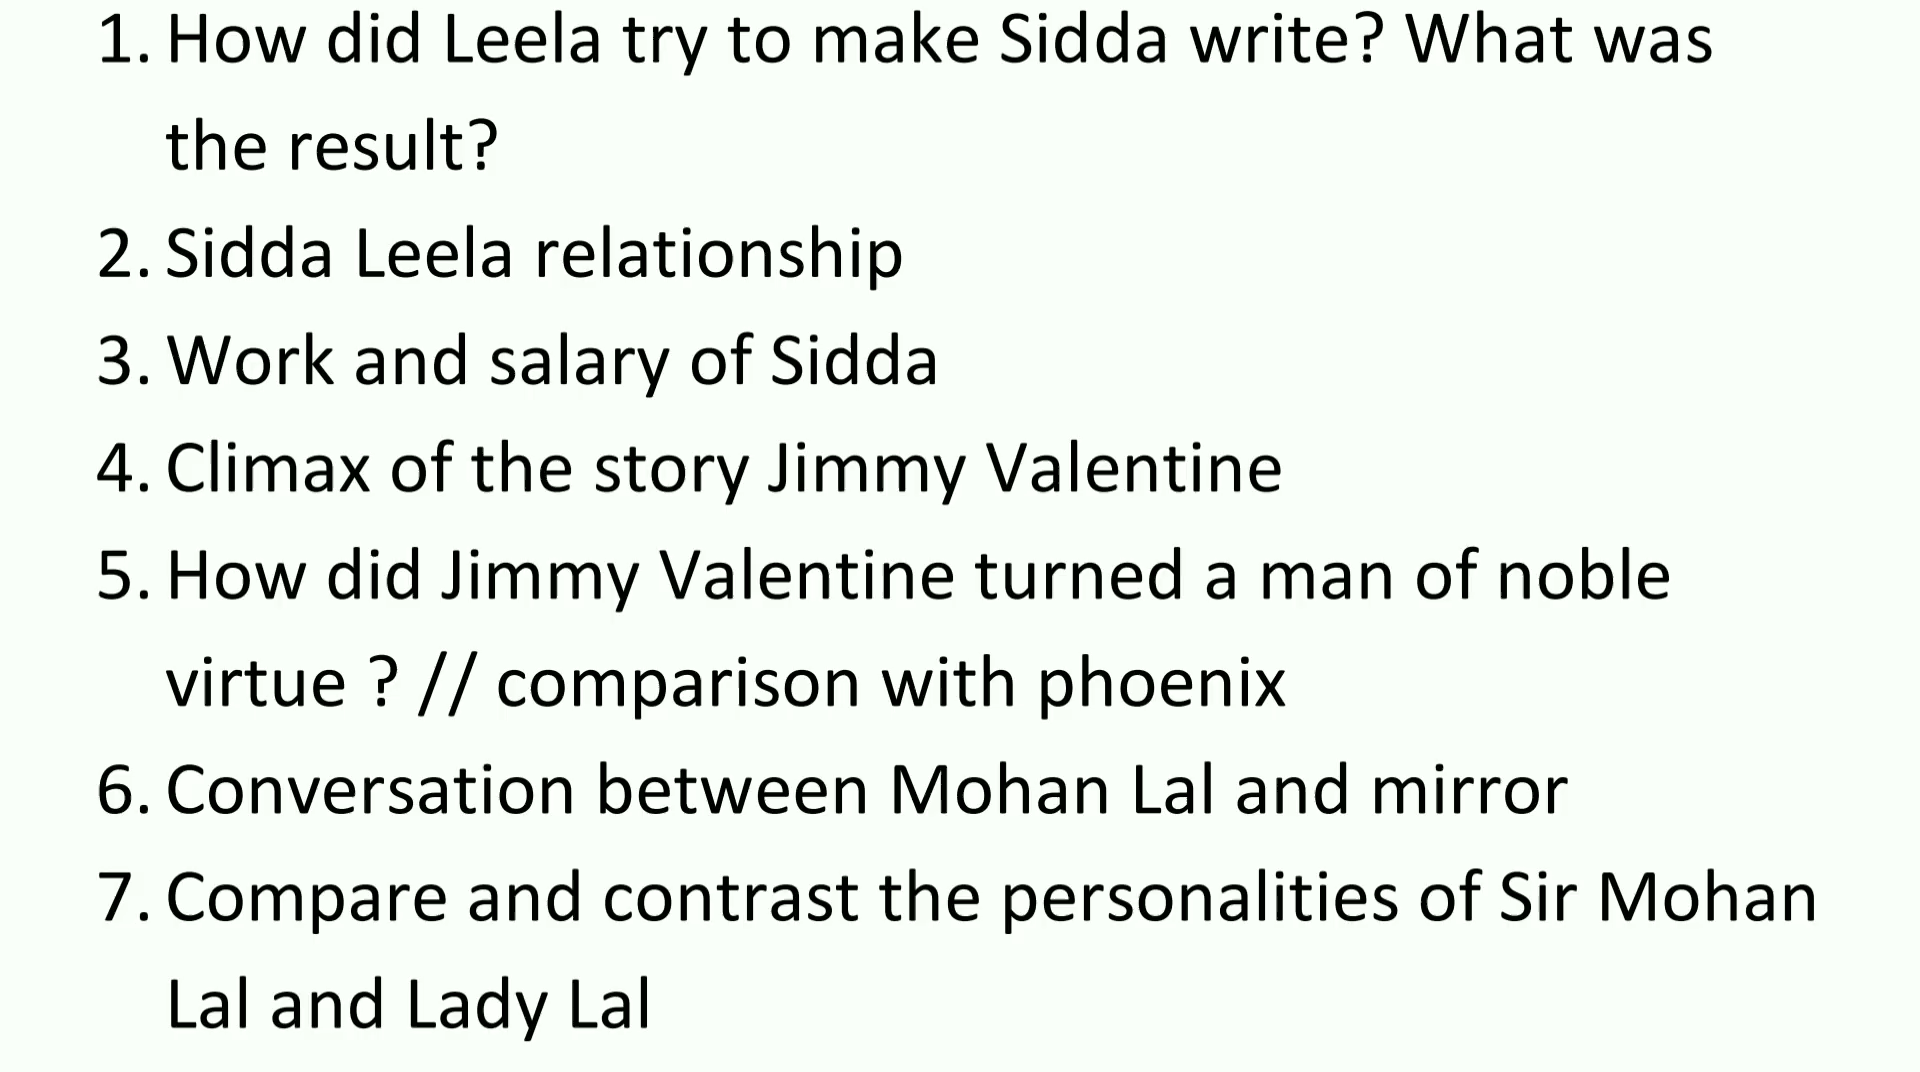 1. How did Leela try to make Sidda write? What was
the result?
2. Sidda Leela relationship
3. Work and salary of Sidda
4. Climax of the story Jimmy Valentine
5. How did Jimmy Valentine turned a man of noble
virtue ? // comparison with phoenix
6. Conversation between Mohan Lal and mirror
7. Compare and contrast the personalities of Sir Mohan
Lal and Lady Lal